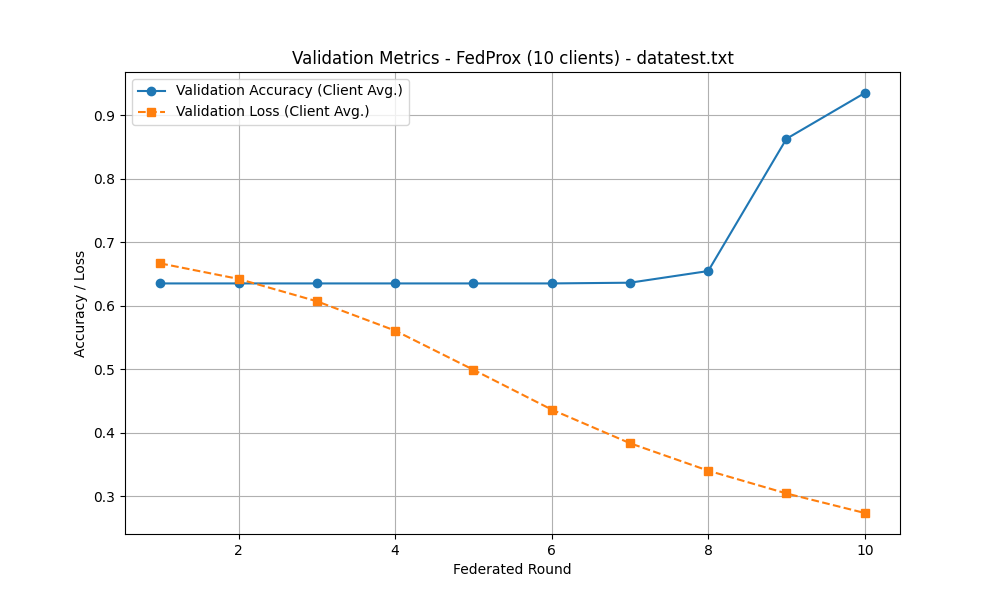 Validation Metrics - FedProx (10 clients) - datatest.txt
Validation Accuracy (Client Avg.)
Validation Loss (Client Avg.)
Accuracy / Loss
0.9
0.8
0.7
0.6
0.5
0.4
0.3
2 4 6 8 10
Federated Round